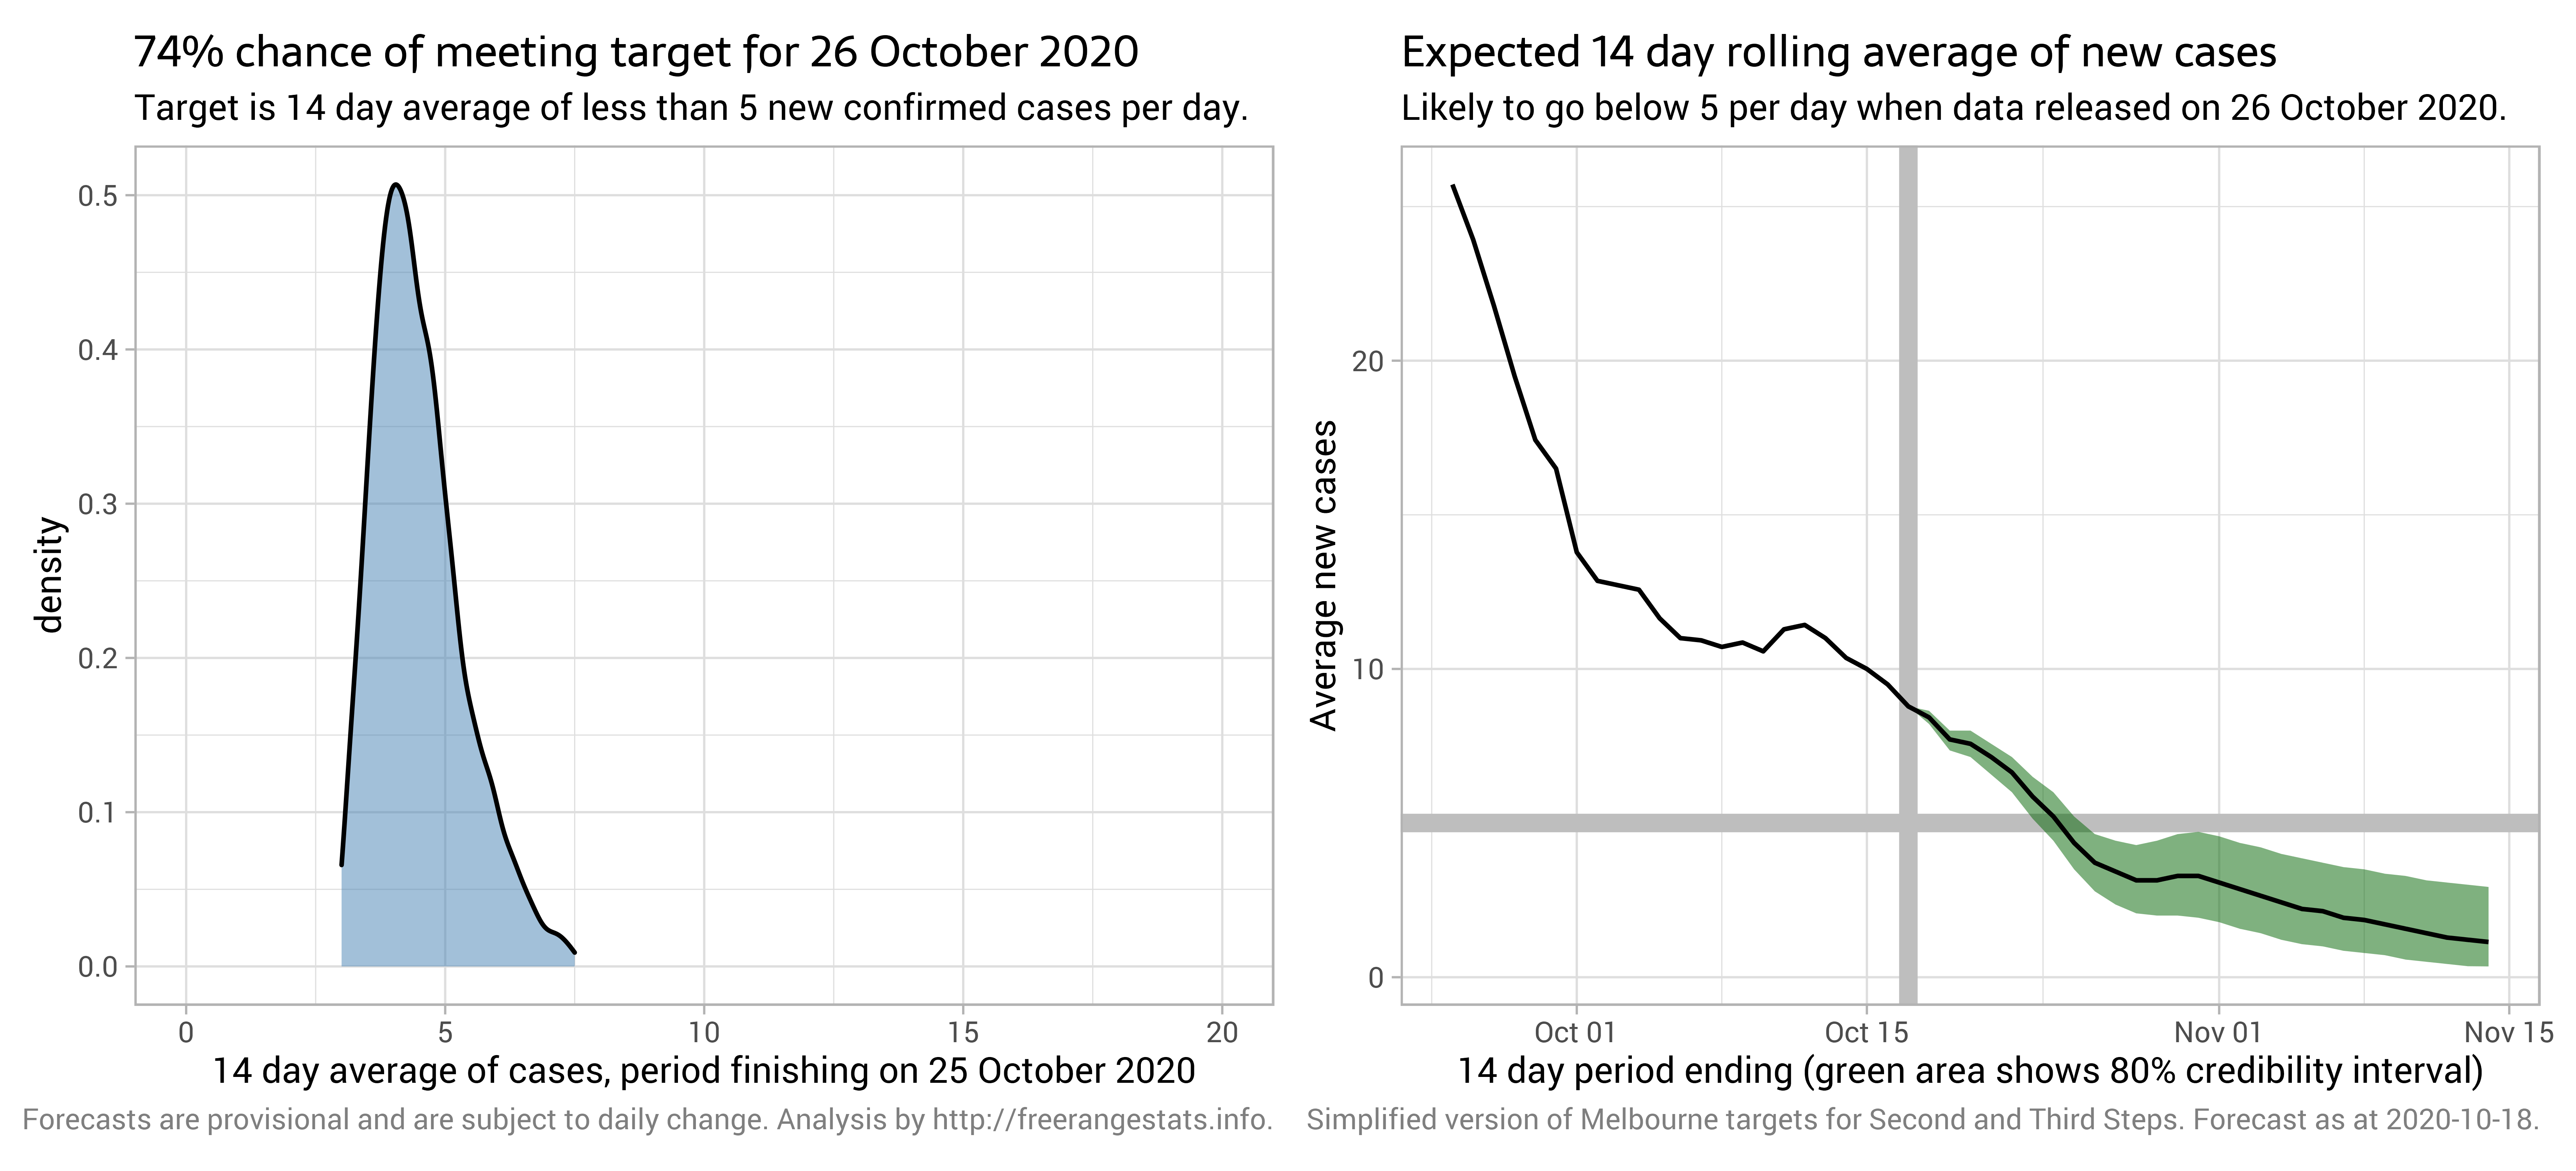 74% chance of meeting target for 26 October 2020
Target is 14 day average of less than 5 new confirmed cases per day.
0.5
0.4
0.3
0.2
0.1
0.0
density
0 5 10 15 20
14 day average of cases, period finishing on 25 October 2020
Forecasts are provisional and are subject to daily change. Analysis by http://freerangestats.info.
Expected 14 day rolling average of new cases
Likely to go below 5 per day when data released on 26 October 2020.
20
10
0
Average new cases
Oct 01 Oct 15 Nov 01 Nov 15
14 day period ending (green area shows 80% credibility interval)
Simplified version of Melbourne targets for Second and Third Steps. Forecast as at 2020-10-18.